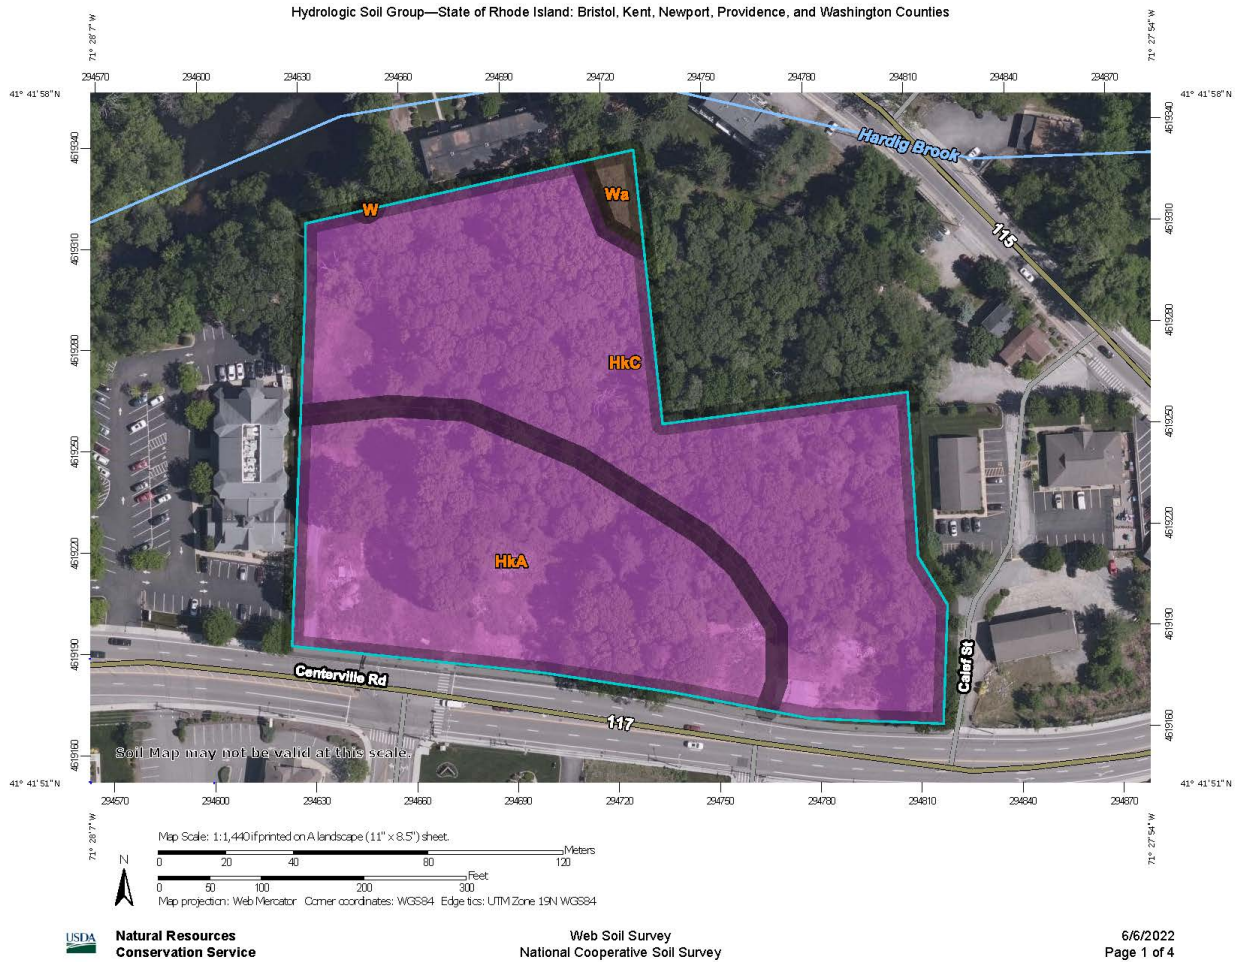 Hydrologic Soil Group—State of Rhode Island: Bristol, Kent, Newport, Providence, and Washington Counties
71° 28' 7'' W
71° 27' 54'' W
294570 294600 294630 294660 294690 294720 294750 294780 294810 294840 294870
41° 41' 58'' N
41° 41' 58'' N
4619340
4619310
4619280
4619250
4619220
4619190
4619160
4619340
4619310
4619280
4619250
4619220
4619190
4619160
Hardig Brook
Wa
W
115
HkC
HkA
Calef St
Centerville Rd
117
Soil Map may not be valid at this scale.
41° 41' 51'' N
41° 41' 51'' N
294570 294600 294630 294660 294690 294720 294750 294780 294810 294840 294870
71° 28' 7'' W
71° 27' 54'' W
Map Scale: 1:1,440 if printed on A landscape (11" x 8.5") sheet.
N
Meters
0 20 40 80 120
Feet
0 50 100 200 300
Map projection: Web Mercator Corner coordinates: WGS84 Edge tics: UTM Zone 19N WGS84
USDA
Natural Resources
Conservation Service
Web Soil Survey
National Cooperative Soil Survey
6/6/2022
Page 1 of 4